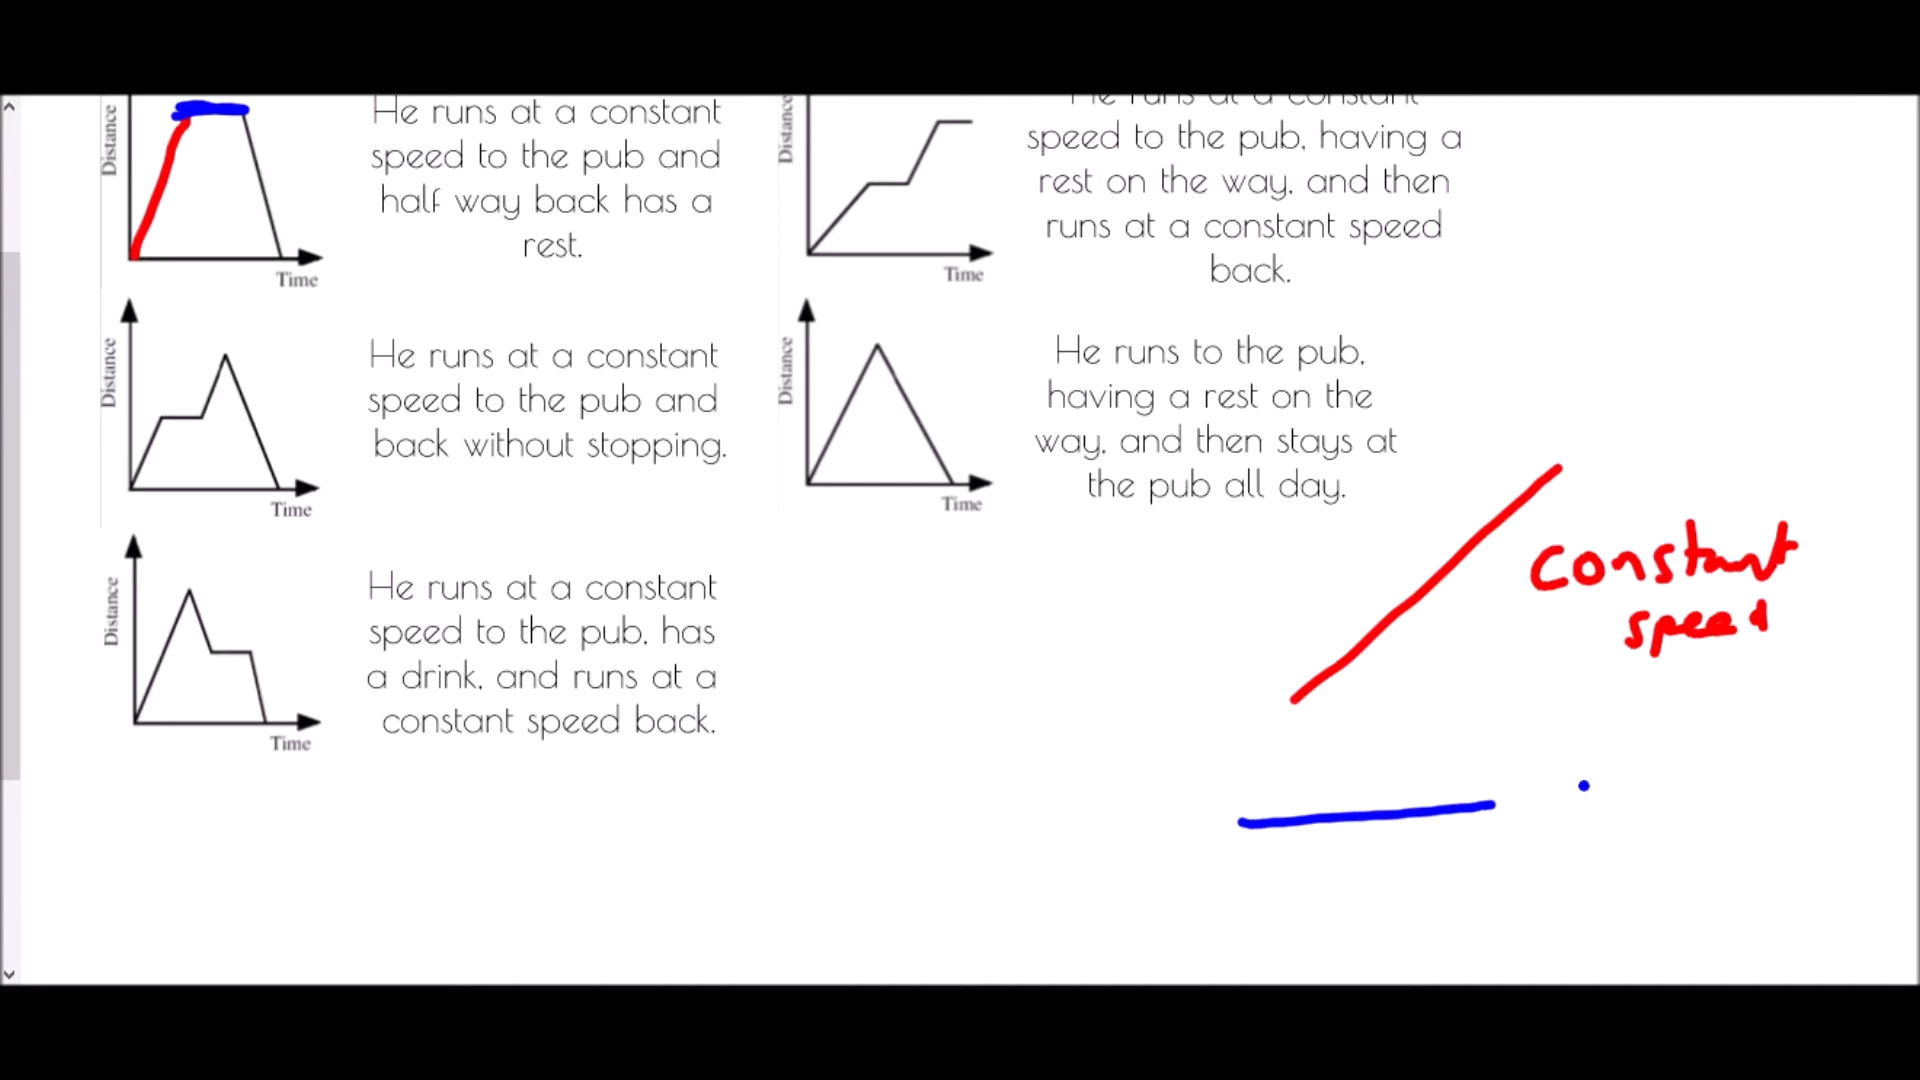 Distance
Time
He runs at a constant
speed to the pub and
half way back has a
rest.
Distance
Time
He runs at a constant
speed to the pub, having a
rest on the way, and then
runs at a constant speed
back.
Distance
Time
He runs at a constant
speed to the pub and
back without stopping.
Distance
Time
He runs to the pub,
having a rest on the
way, and then stays at
the pub all day.
Distance
Time
He runs at a constant
speed to the pub, has
a drink, and runs at a
constant speed back.
constant
speed